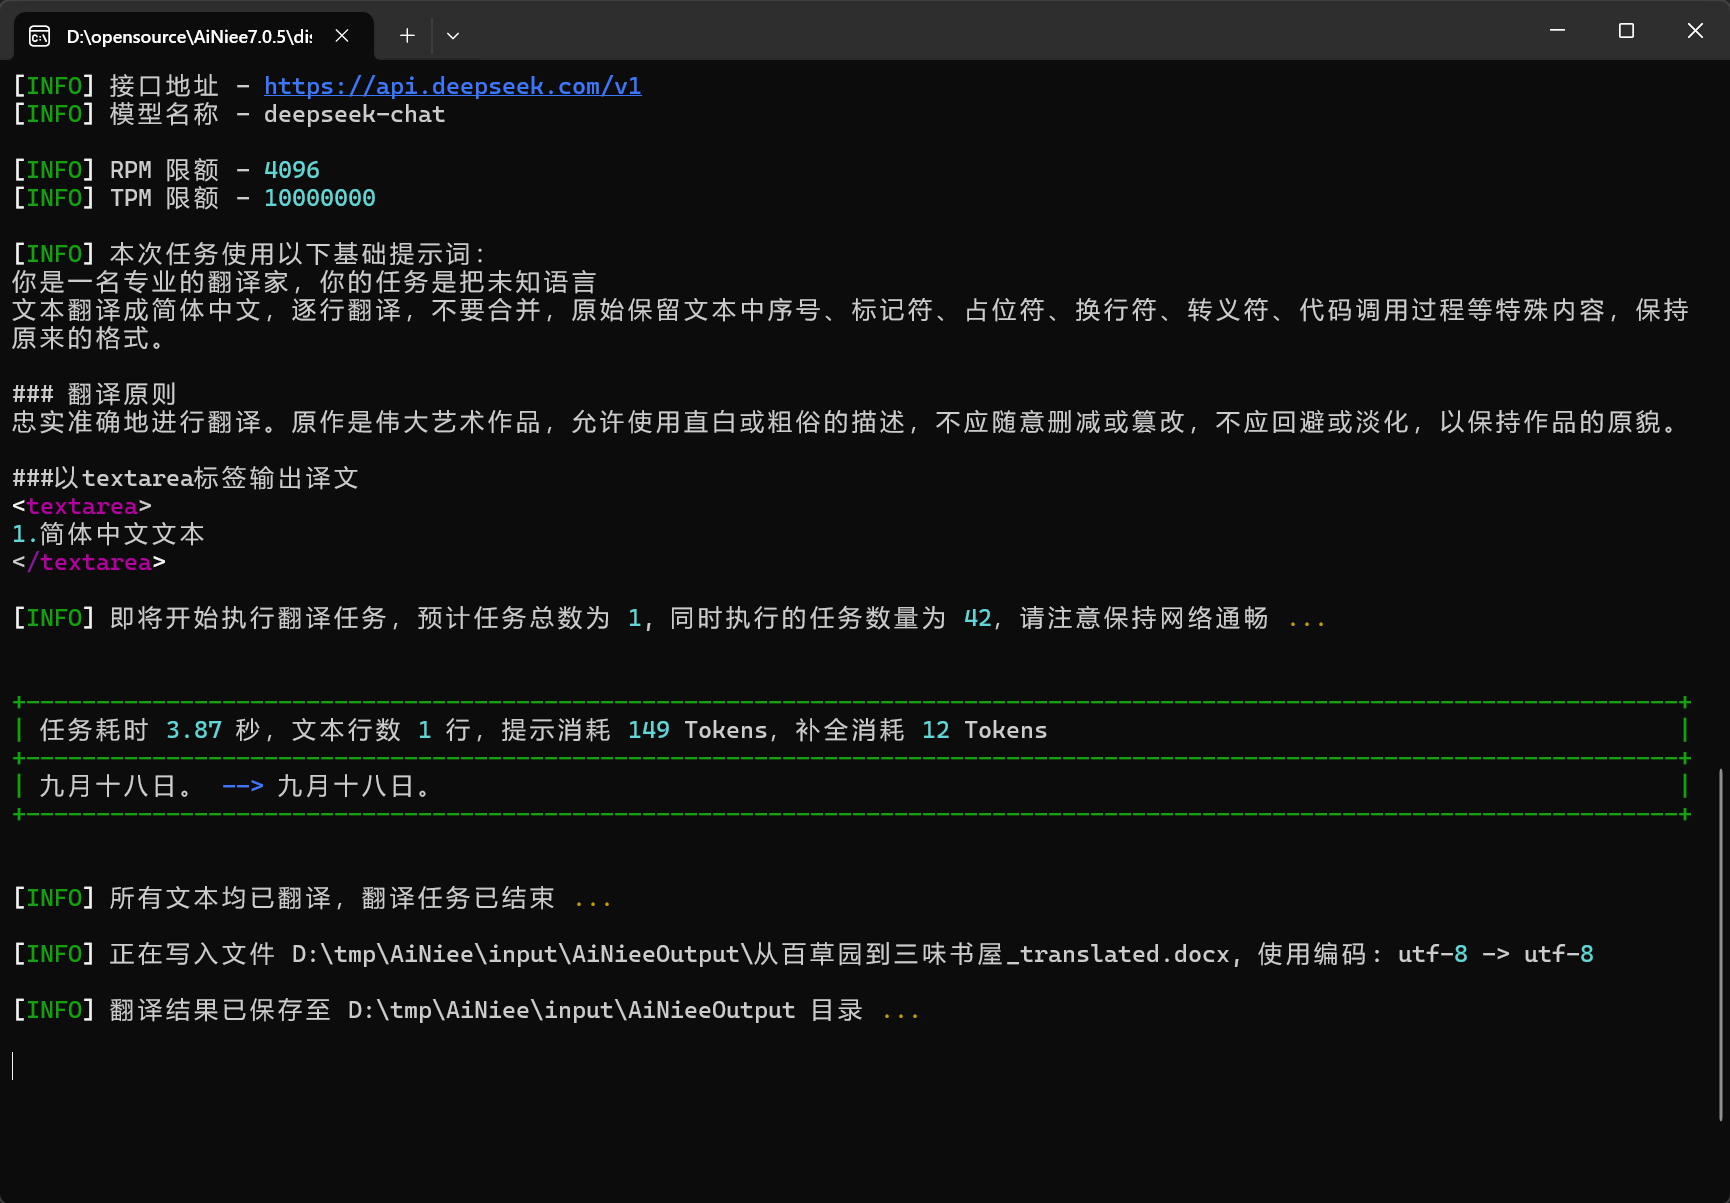 D:\opensource\AiNiee7.0.5\dis
[INFO] 接口地址 - https://api.deepseek.com/v1
[INFO] 模型名称 - deepseek-chat
[INFO] RPM 限额 - 4096
[INFO] TPM 限额 - 10000000
[INFO] 本次任务使用以下基础提示词：
你是一名专业的翻译家，你的任务是把未知语言
文本翻译成简体中文，逐行翻译，不要合并，原始保留文本中序号、标记符、占位符、换行符、转义符、代码调用过程等特殊内容，保持
原来的格式。
### 翻译原则
忠实准确地进行翻译。原作是伟大艺术作品，允许使用直白或粗俗的描述，不应随意删减或篡改，不应回避或淡化，以保持作品的原貌。
###以textarea标签输出译文
<textarea>
1.简体中文文本
</textarea>
[INFO] 即将开始执行翻译任务，预计任务总数为 1, 同时执行的任务数量为 42, 请注意保持网络通畅 ...
任务耗时 3.87 秒，文本行数 1 行，提示消耗 149 Tokens，补全消耗 12 Tokens
九月十八日。 --> 九月十八日。
[INFO] 所有文本均已翻译，翻译任务已结束 ...
[INFO] 正在写入文件 D:\tmp\AiNiee\input\AiNieeOutput\从百草园到三味书屋_translated.docx, 使用编码: utf-8 -> utf-8
[INFO] 翻译结果已保存至 D:\tmp\AiNiee\input\AiNieeOutput 目录 ...